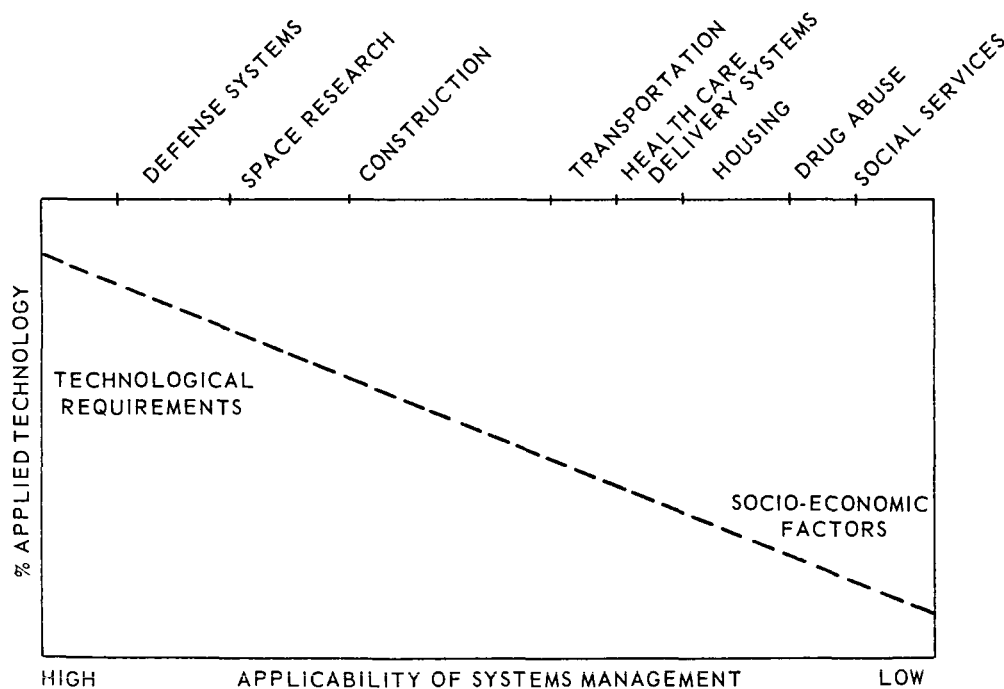 DEFENSE SYSTEMS
SPACE RESEARCH
CONSTRUCTION
TRANSPORTATION
HEALTH CARE
DELIVERY SYSTEMS
HOUSING
DRUG ABUSE
SOCIAL SERVICES
% APPLIED TECHNOLOGY
TECHNOLOGICAL
REQUIREMENTS
SOCIO-ECONOMIC
FACTORS
HIGH APPLICABILITY OF SYSTEMS MANAGEMENT LOW